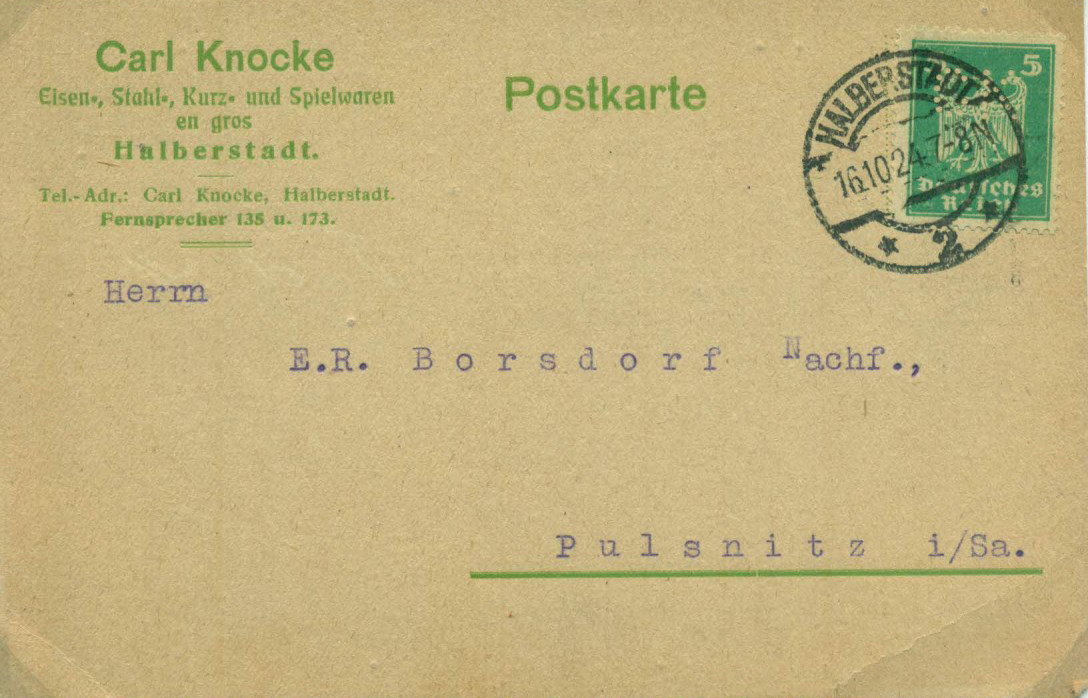 Carl Knocke
Eisen-, Stahl-, Kurz- und Spielwaren
en gros
Halberstadt.
Tel.-Adr.: Carl Knocke, Halberstadt.
Fernsprecher 135 u. 173.
Postkarte
5
Deutsches
Reich
HALBERSTADT
16.10.24.7-8N
* 2 *
Herrn
E.R. Borsdorf Nachf.,
Pulsnitz i/Sa.